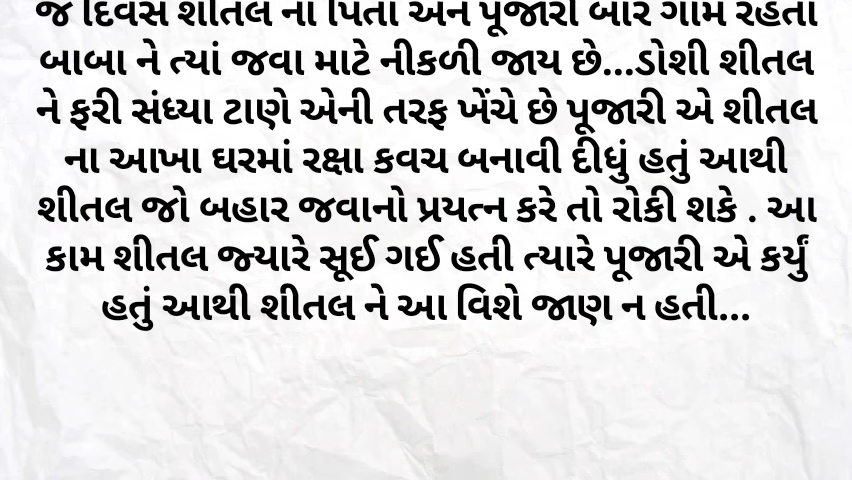 જ દિવસે શીતલ ના પિતા અને પૂજારી બાર ગામ રહેતા
બાબા ને ત્યાં જવા માટે નીકળી જાય છે...ડોશી શીતલ
ને ફરી સંધ્યા ટાણે એની તરફ ખેંચે છે પૂજારી એ શીતલ
ના આખા ઘરમાં રક્ષા કવચ બનાવી દીધું હતું આથી
શીતલ જો બહાર જવાનો પ્રયત્ન કરે તો રોકી શકે . આ
કામ શીતલ જ્યારે સૂઈ ગઈ હતી ત્યારે પૂજારી એ કર્યું
હતું આથી શીતલ ને આ વિશે જાણ ન હતી...